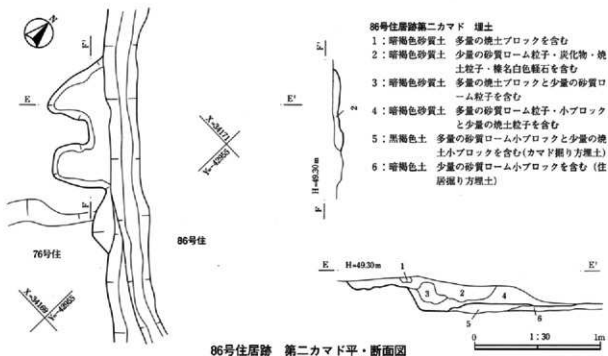 N
86号住居跡第二カマド 埋土
1：暗褐色砂質土 多量の焼土ブロックを含む
2：暗褐色砂質土 少量の砂質ローム粒子・炭化物・焼
土粒子・榛名白色軽石を含む
3：暗褐色砂質土 多量の焼土ブロックと少量の砂質ロ
ーム粒子を含む
4：暗褐色砂質土 多量の砂質ローム粒子・小ブロック
と少量の焼土粒子を含む
5：黒褐色土 多量の砂質ローム小ブロックと少量の焼
土小ブロックを含む(カマド掘り方埋土)
6：暗褐色土 少量の砂質ローム小ブロックを含む（住
居掘り方埋土）
F'
F'
E
E'
2
X=34171
Y=-42955
H=49.30m
F
F
76号住
86号住
X=34169
Y=-42955
E
H=49.30m
1
E'
3
2
4
5
6
0
1:30
1m
86号住居跡 第二カマド平・断面図